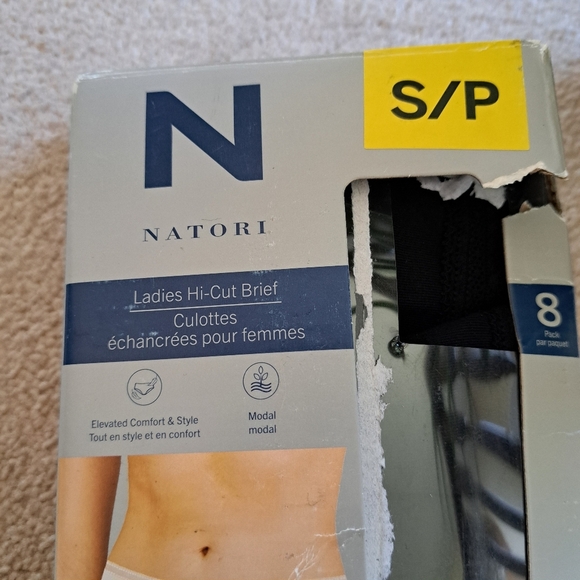 N
S/P
NATORI
Ladies Hi-Cut Brief
Culottes
échancrées pour femmes
8
Pack
par paquet
Elevated Comfort & Style
Tout en style et en confort
Modal
modal